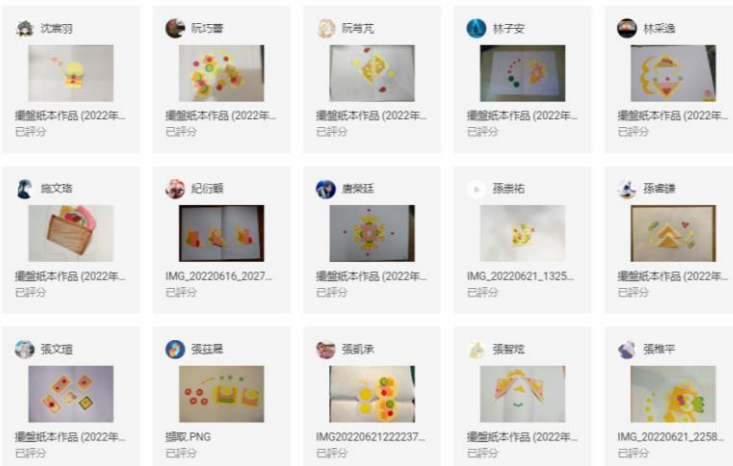 沈宸羽
阮巧薔
阮芎芃
林子安
林采逸
擺盤紙本作品 (2022年...
擺盤紙本作品 (2022年...
擺盤紙本作品 (2022年...
擺盤紙本作品 (2022年...
擺盤紙本作品 (2022年...
已評分
已評分
已評分
已評分
已評分
施文珞
紀衍頤
唐榮廷
孫崇祐
孫睿謙
擺盤紙本作品 (2022年...
IMG_20220616_2027...
擺盤紙本作品 (2022年...
IMG_20220621_1325...
擺盤紙本作品 (2022年...
已評分
已評分
已評分
已評分
已評分
張文瑄
張茲晟
張凱承
張智炫
張稚平
擺盤紙本作品 (2022年...
擷取.PNG
IMG20220621222237...
擺盤紙本作品 (2022年...
IMG_20220621_2258...
已評分
已評分
已評分
已評分
已評分